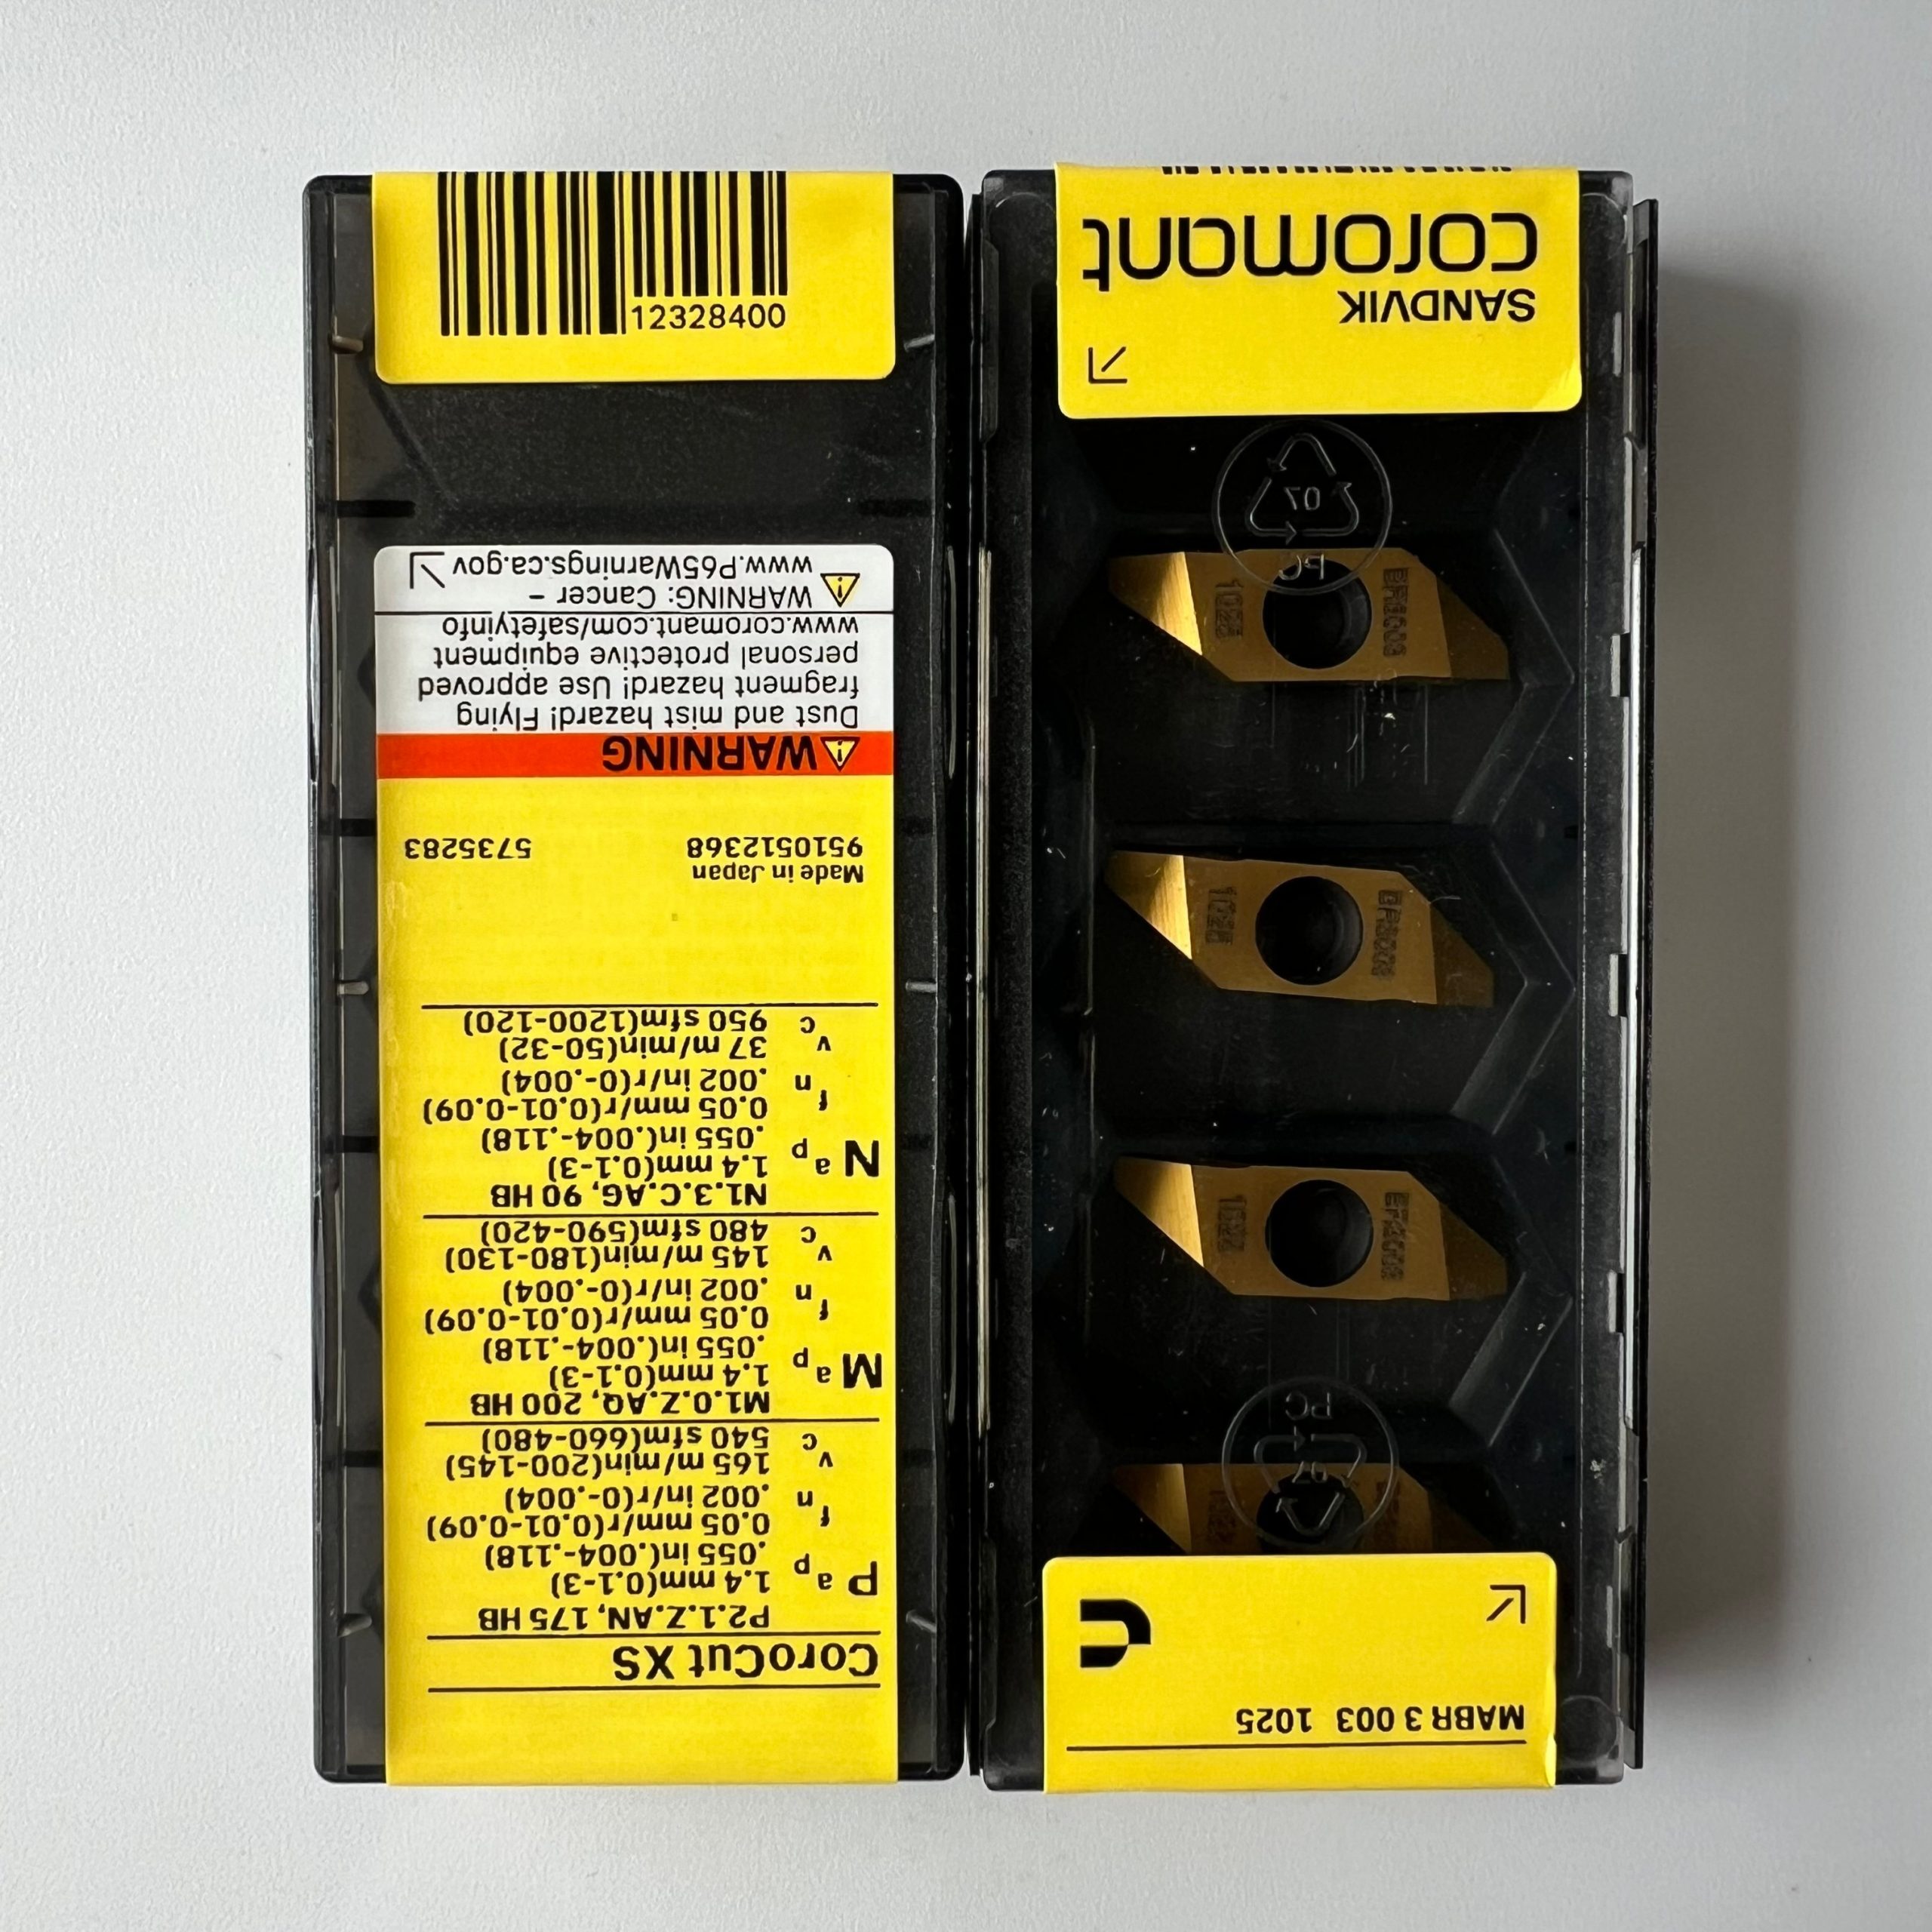 12328400
CoroCut XS
P2.1.Z.AN, 175 HB
P ap 1.4 mm(0.1-3)
.055 in(.004-.118)
fn 0.05 mm/r(0.01-0.09)
.002 in/r(0-.004)
vc 165 m/min(200-145)
540 sfm(660-480)
M1.0.Z.AQ, 200 HB
M ap 1.4 mm(0.1-3)
.055 in(.004-.118)
fn 0.05 mm/r(0.01-0.09)
.002 in/r(0-.004)
vc 145 m/min(180-130)
480 sfm(590-420)
N1.3.C.AG, 90 HB
N ap 1.4 mm(0.1-3)
.055 in(.004-.118)
fn 0.05 mm/r(0.01-0.09)
.002 in/r(0-.004)
vc 37 m/min(50-32)
950 sfm(1200-120)
Made in Japan
9510512368 5735283
WARNING
Dust and mist hazard! Flying
fragment hazard! Use approved
personal protective equipment
www.coromant.com/safetyinfo
WARNING: Cancer –
www.P65Warnings.ca.gov
MABR 3 003 1025
SANDVIK
coromant
07
PC
1025
1025
1025
07
PC